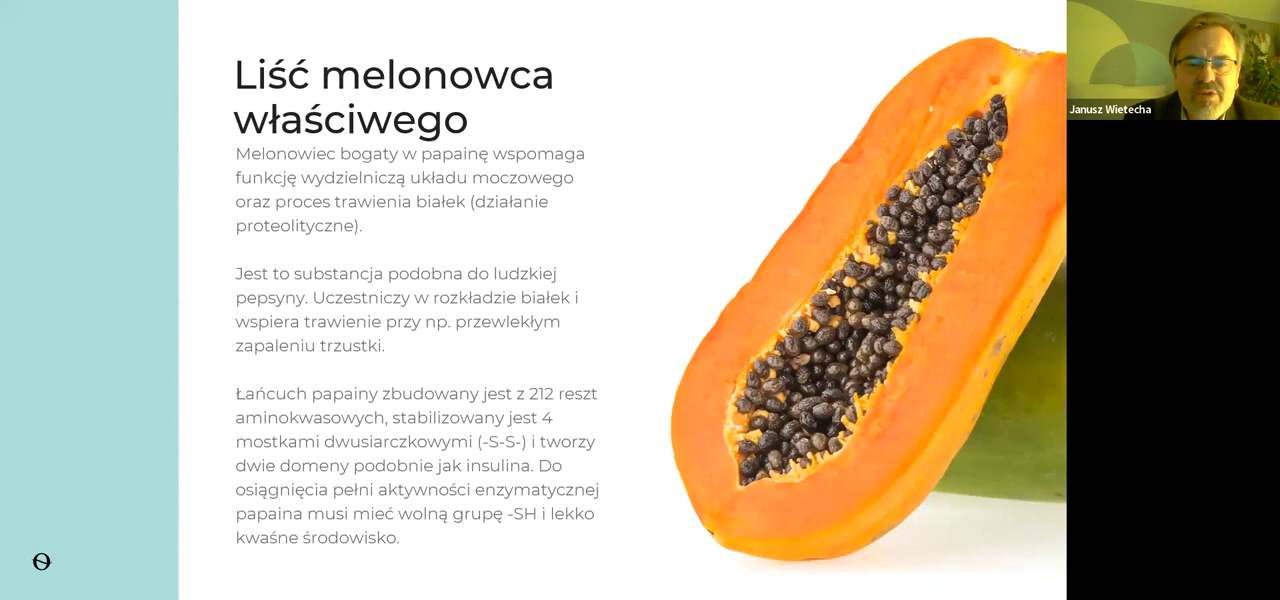 Liść melonowca
właściwego
Melonowiec bogaty w papainę wspomaga
funkcję wydzielniczą układu moczowego
oraz proces trawienia białek (działanie
proteolityczne).
Jest to substancja podobna do ludzkiej
pepsyny. Uczestniczy w rozkładzie białek i
wspiera trawienie przy np. przewlekłym
zapaleniu trzustki.
Łańcuch papainy zbudowany jest z 212 reszt
aminokwasowych, stabilizowany jest 4
mostkami dwusiarczkowymi (-S-S-) i tworzy
dwie domeny podobnie jak insulina. Do
osiągnięcia pełni aktywności enzymatycznej
papaina musi mieć wolną grupę -SH i lekko
kwaśne środowisko.
Janusz Wietecha